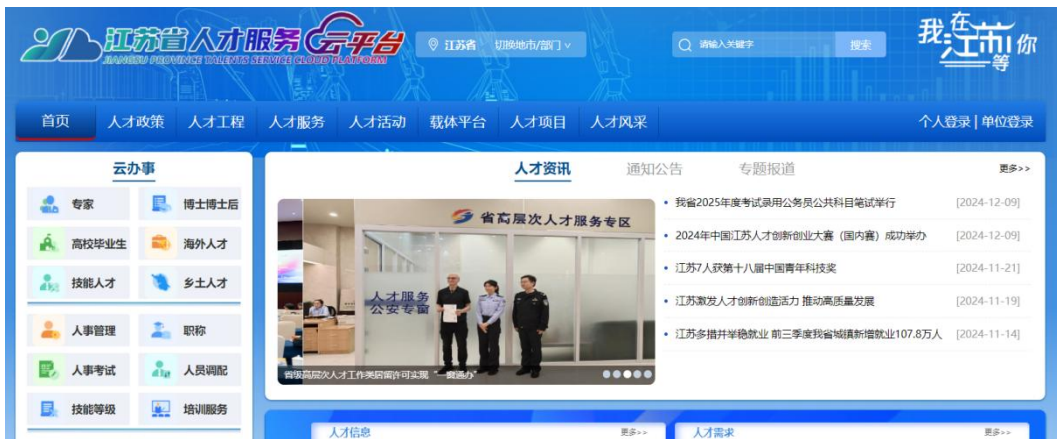 江苏省人才服务云平台
JIANGSU PROVINCE TALENTS SERVICE CLOUD PLATFORM
江苏省 切换地市/部门
请输入关键字 搜索
我在江苏等你
首页 人才政策 人才工程 人才服务 人才活动 载体平台 人才项目 人才风采 个人登录 | 单位登录
云办事
专家 博士博士后
高校毕业生 海外人才
技能人才 乡土人才
人事管理 职称
人事考试 人员调配
技能等级 培训服务
人才资讯 通知公告 专题报道 更多>>
省高层次人才服务专区
人才服务
公安专窗
省级高层次人才工作类居留许可实现“一窗通办”
• 我省2025年度考试录用公务员公共科目笔试举行 [2024-12-09]
• 2024年中国江苏人才创新创业大赛（国内赛）成功举办 [2024-12-09]
• 江苏7人获第十八届中国青年科技奖 [2024-11-21]
• 江苏激发人才创新创造活力 推动高质量发展 [2024-11-19]
• 江苏多措并举稳就业 前三季度我省城镇新增就业107.8万人 [2024-11-14]
人才信息 更多>>
人才需求 更多>>